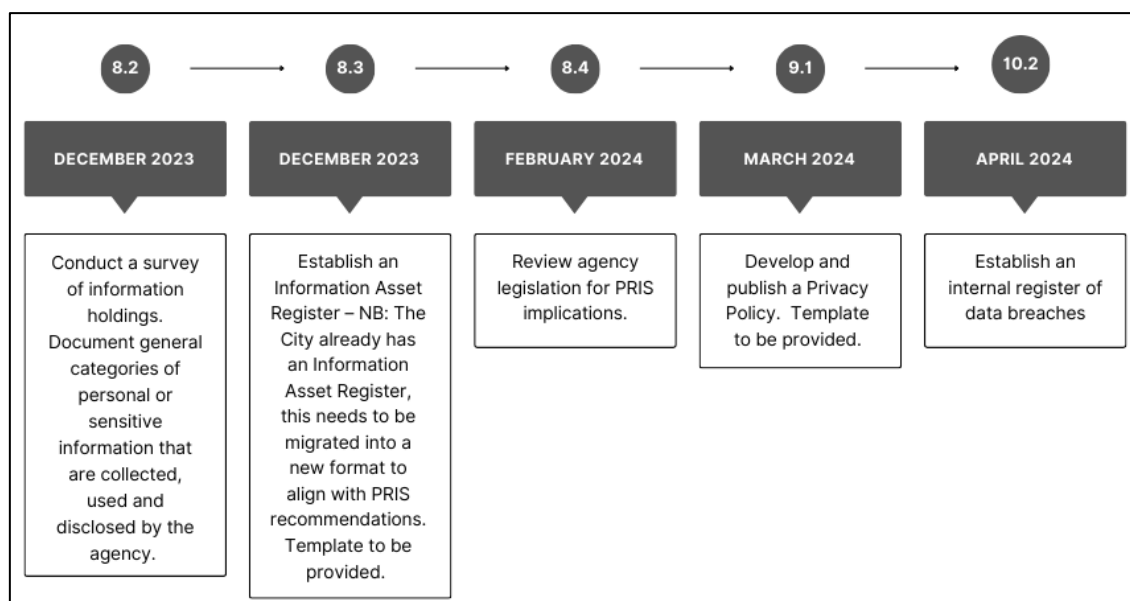 8.2
8.3
8.4
9.1
10.2
DECEMBER 2023
DECEMBER 2023
FEBRUARY 2024
MARCH 2024
APRIL 2024
Conduct a survey
of information
holdings.
Document general
categories of
personal or
sensitive
information that
are collected,
used and
disclosed by the
agency.
Establish an
Information Asset
Register – NB: The
City already has
an Information
Asset Register,
this needs to be
migrated into a
new format to
align with PRIS
recommendations.
Template to be
provided.
Review agency
legislation for PRIS
implications.
Develop and
publish a Privacy
Policy. Template
to be provided.
Establish an
internal register of
data breaches